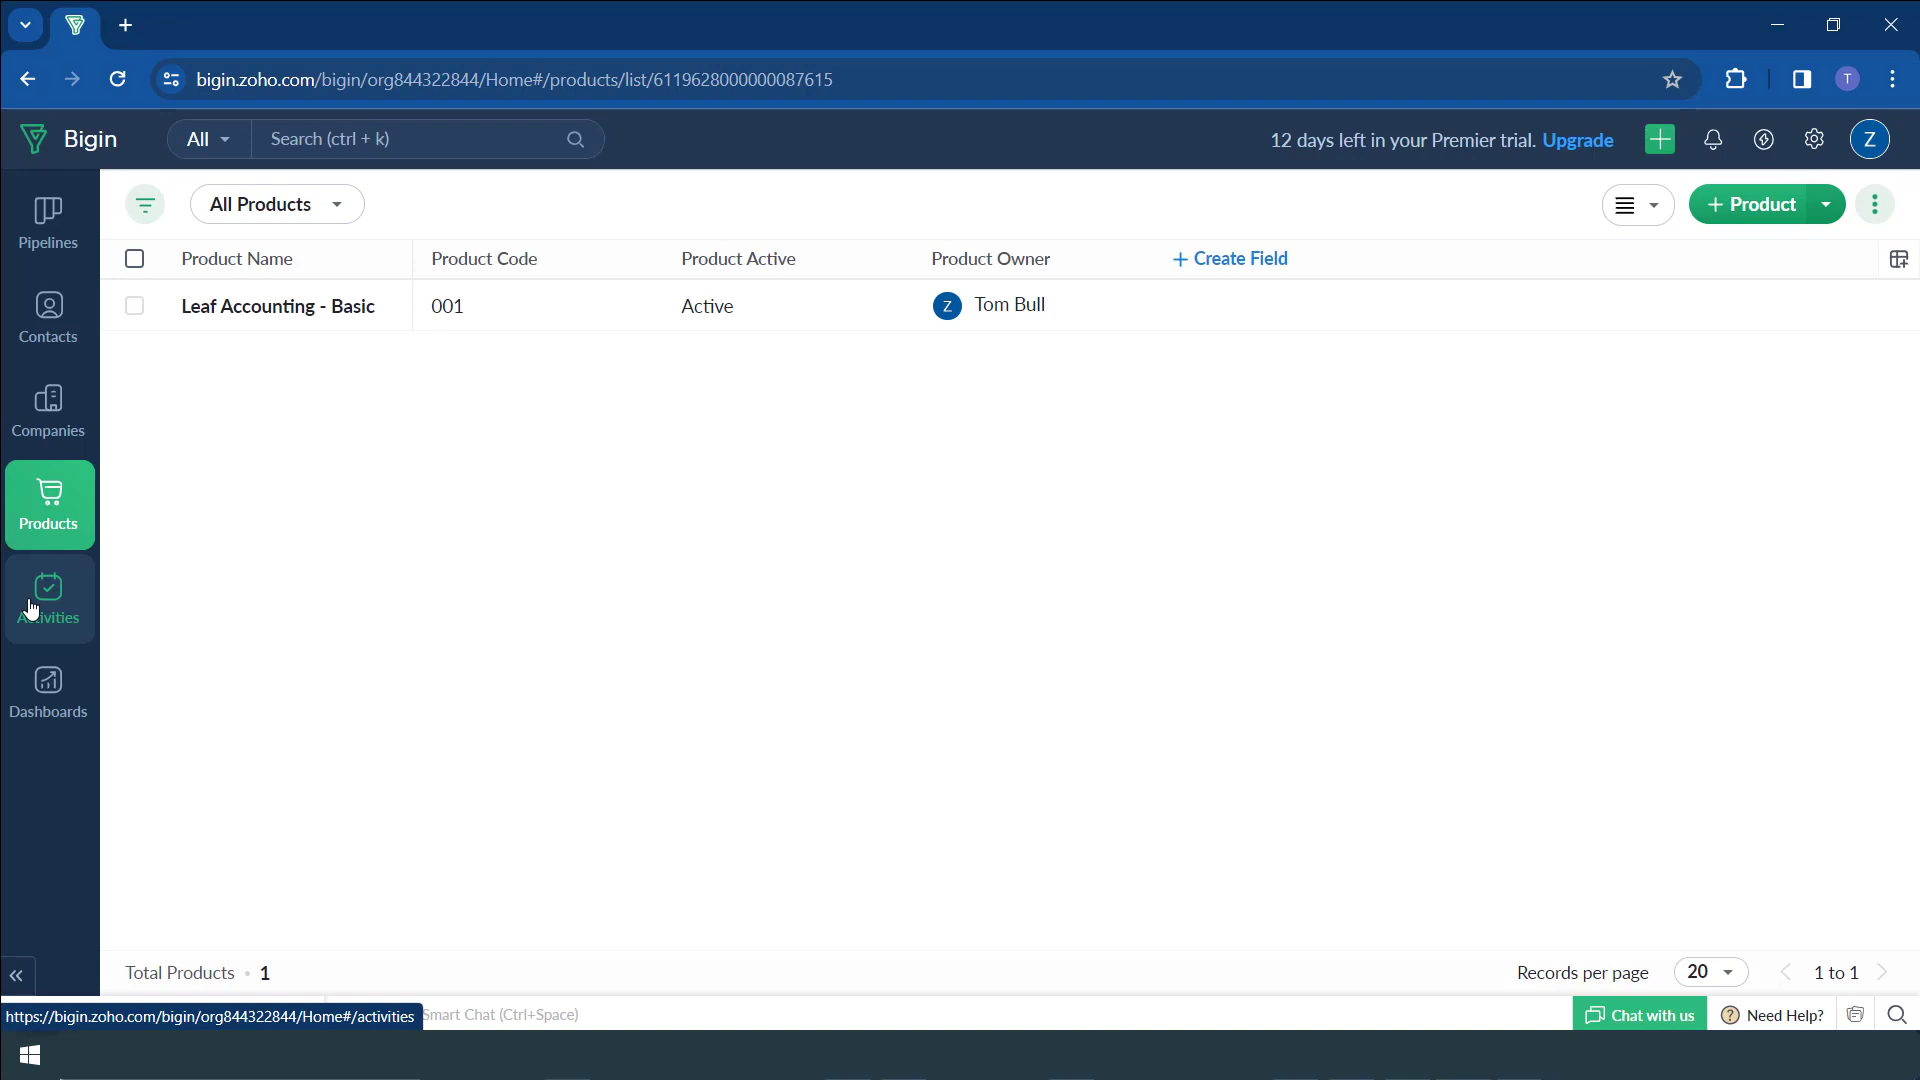 bigin.zoho.com/bigin/org844322844/Home#/products/list/6119628000000087615
T
Bigin
All
Search (ctrl + k)
12 days left in your Premier trial. Upgrade
Z
Pipelines
Contacts
Companies
Products
Activities
Dashboards
All Products
+ Product
Product Name
Product Code
Product Active
Product Owner
+ Create Field
Leaf Accounting - Basic
001
Active
Z Tom Bull
Total Products • 1
Records per page
20
1 to 1
https://bigin.zoho.com/bigin/org844322844/Home#/activities
Smart Chat (Ctrl+Space)
Chat with us
Need Help?